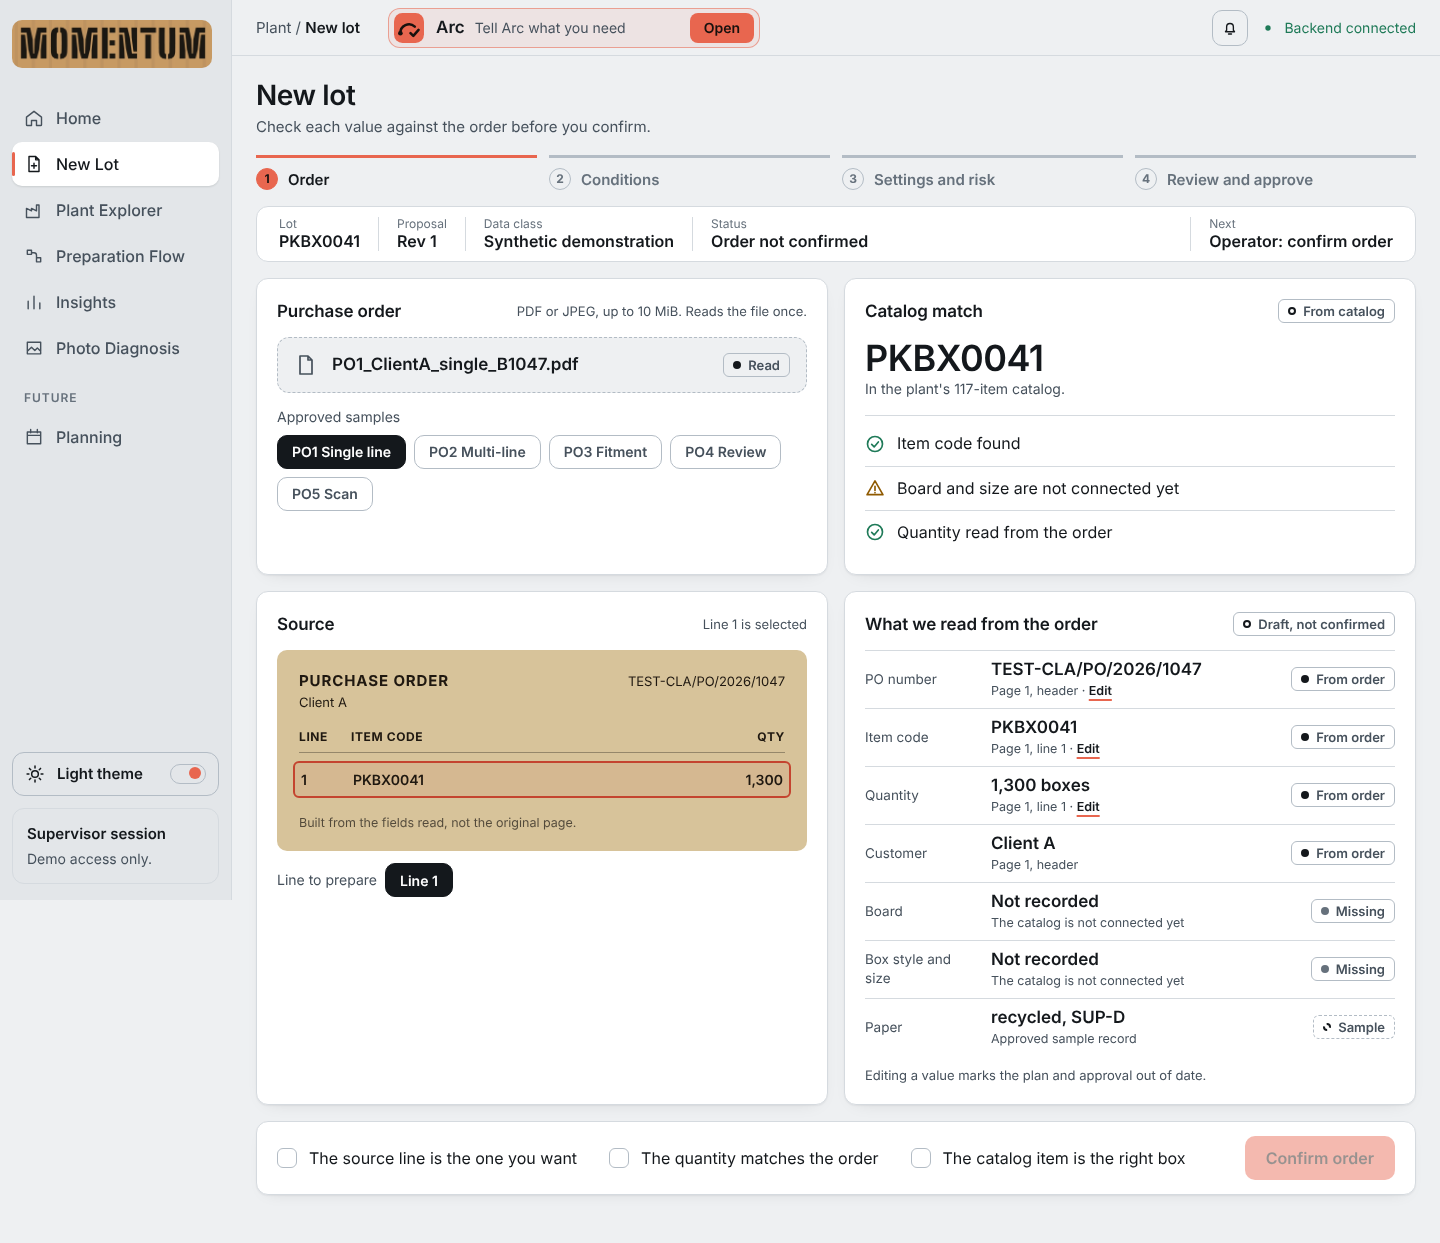 MOMENTUM
Home
New Lot
Plant Explorer
Preparation Flow
Insights
Photo Diagnosis
FUTURE
Planning
Light theme
Supervisor session
Demo access only.
Plant / New lot
Arc Tell Arc what you need Open
Backend connected
New lot
Check each value against the order before you confirm.
1 Order
2 Conditions
3 Settings and risk
4 Review and approve
Lot
PKBX0041
Proposal
Rev 1
Data class
Synthetic demonstration
Status
Order not confirmed
Next
Operator: confirm order
Purchase order
PDF or JPEG, up to 10 MiB. Reads the file once.
PO1_ClientA_single_B1047.pdf
Read
Approved samples
PO1 Single line
PO2 Multi-line
PO3 Fitment
PO4 Review
PO5 Scan
Catalog match
From catalog
PKBX0041
In the plant's 117-item catalog.
Item code found
Board and size are not connected yet
Quantity read from the order
Source
Line 1 is selected
PURCHASE ORDER
TEST-CLA/PO/2026/1047
Client A
LINE ITEM CODE QTY
1 PKBX0041 1,300
Built from the fields read, not the original page.
Line to prepare Line 1
What we read from the order
Draft, not confirmed
PO number
TEST-CLA/PO/2026/1047
Page 1, header · Edit
From order
Item code
PKBX0041
Page 1, line 1 · Edit
From order
Quantity
1,300 boxes
Page 1, line 1 · Edit
From order
Customer
Client A
Page 1, header
From order
Board
Not recorded
The catalog is not connected yet
Missing
Box style and
size
Not recorded
The catalog is not connected yet
Missing
Paper
recycled, SUP-D
Approved sample record
Sample
Editing a value marks the plan and approval out of date.
The source line is the one you want
The quantity matches the order
The catalog item is the right box
Confirm order